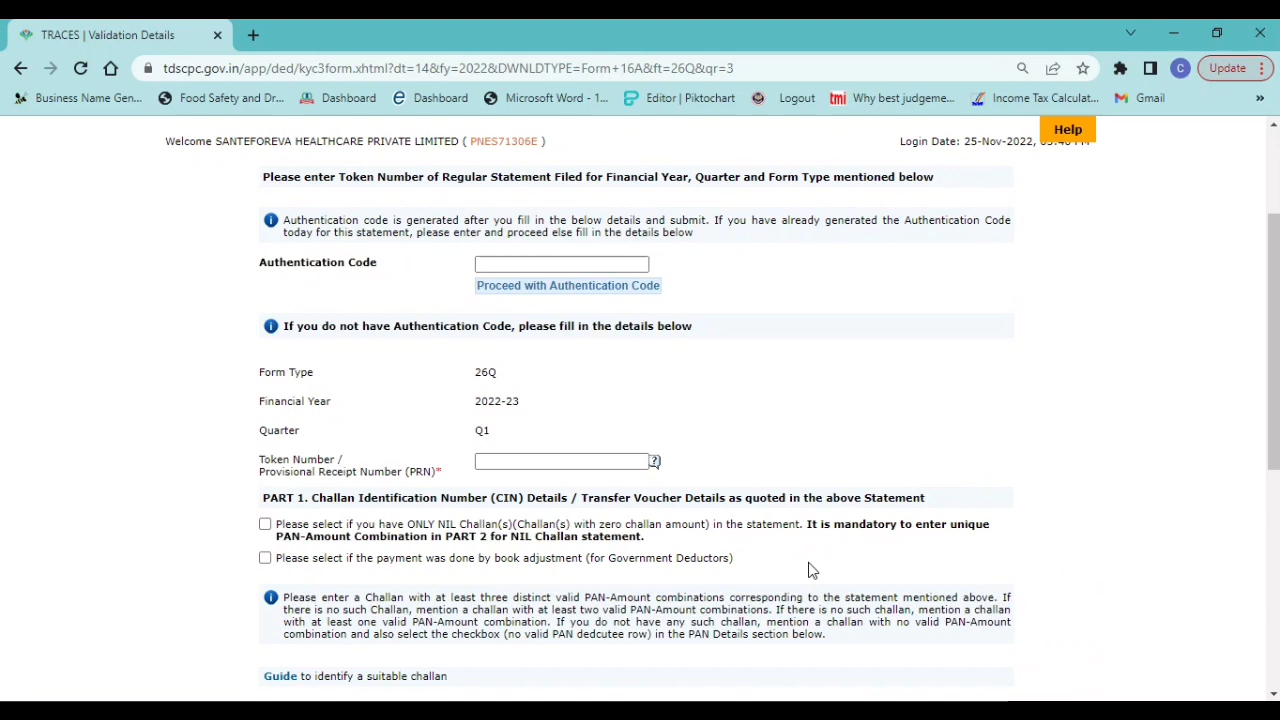 TRACES | Validation Details
tdscpc.gov.in/app/ded/kyc3form.xhtml?dt=14&fy=2022&DWNLDTYPE=Form+16A&ft=26Q&qr=3
C
Update
Business Name Gen...
Food Safety and Dr...
Dashboard
Dashboard
Microsoft Word - 1...
Editor | Piktochart
Logout
tmi Why best judgeme...
Income Tax Calculat...
Gmail
»
Help
Welcome SANTEFOREVA HEALTHCARE PRIVATE LIMITED ( PNES71306E )
Login Date: 25-Nov-2022,
Please enter Token Number of Regular Statement Filed for Financial Year, Quarter and Form Type mentioned below
Authentication code is generated after you fill in the below details and submit. If you have already generated the Authentication Code
today for this statement, please enter and proceed else fill in the details below
Authentication Code
Proceed with Authentication Code
If you do not have Authentication Code, please fill in the details below
Form Type 26Q
Financial Year 2022-23
Quarter Q1
Token Number /
Provisional Receipt Number (PRN)*
?
PART 1. Challan Identification Number (CIN) Details / Transfer Voucher Details as quoted in the above Statement
Please select if you have ONLY NIL Challan(s)(Challan(s) with zero challan amount) in the statement. It is mandatory to enter unique
PAN-Amount Combination in PART 2 for NIL Challan statement.
Please select if the payment was done by book adjustment (for Government Deductors)
Please enter a Challan with at least three distinct valid PAN-Amount combinations corresponding to the statement mentioned above. If
there is no such Challan, mention a challan with at least two valid PAN-Amount combinations. If there is no such challan, mention a challan
with at least one valid PAN-Amount combination. If you do not have any such challan, mention a challan with no valid PAN-Amount
combination and also select the checkbox (no valid PAN dedcutee row) in the PAN Details section below.
Guide to identify a suitable challan